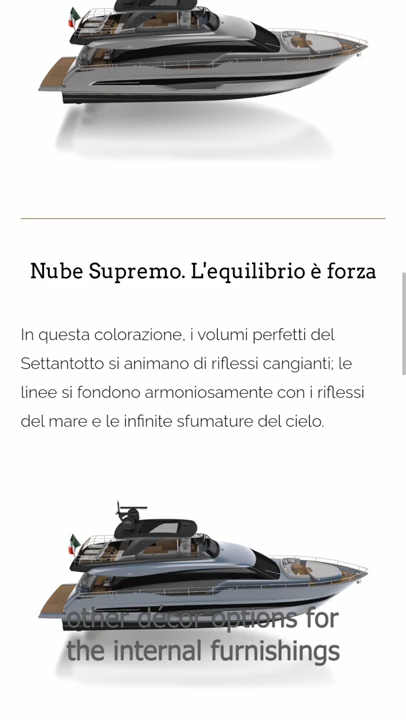 Nube Supremo. L'equilibrio è forza
In questa colorazione, i volumi perfetti del
Settantotto si animano di riflessi cangianti; le
linee si fondono armoniosamente con i riflessi
del mare e le infinite sfumature del cielo.
other décor options for
the internal furnishings